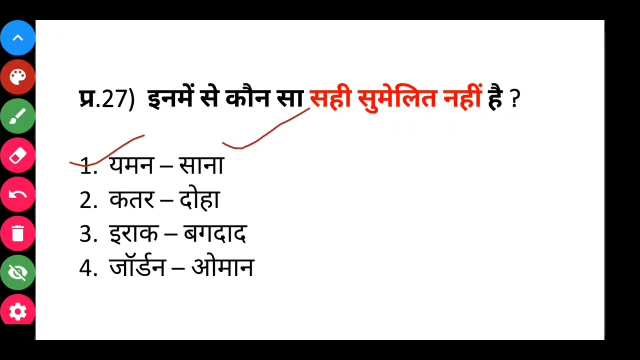 प्र.27) इनमें से कौन सा सही सुमेलित नहीं है ?
1. यमन – साना
2. कतर – दोहा
3. इराक – बगदाद
4. जॉर्डन – ओमान